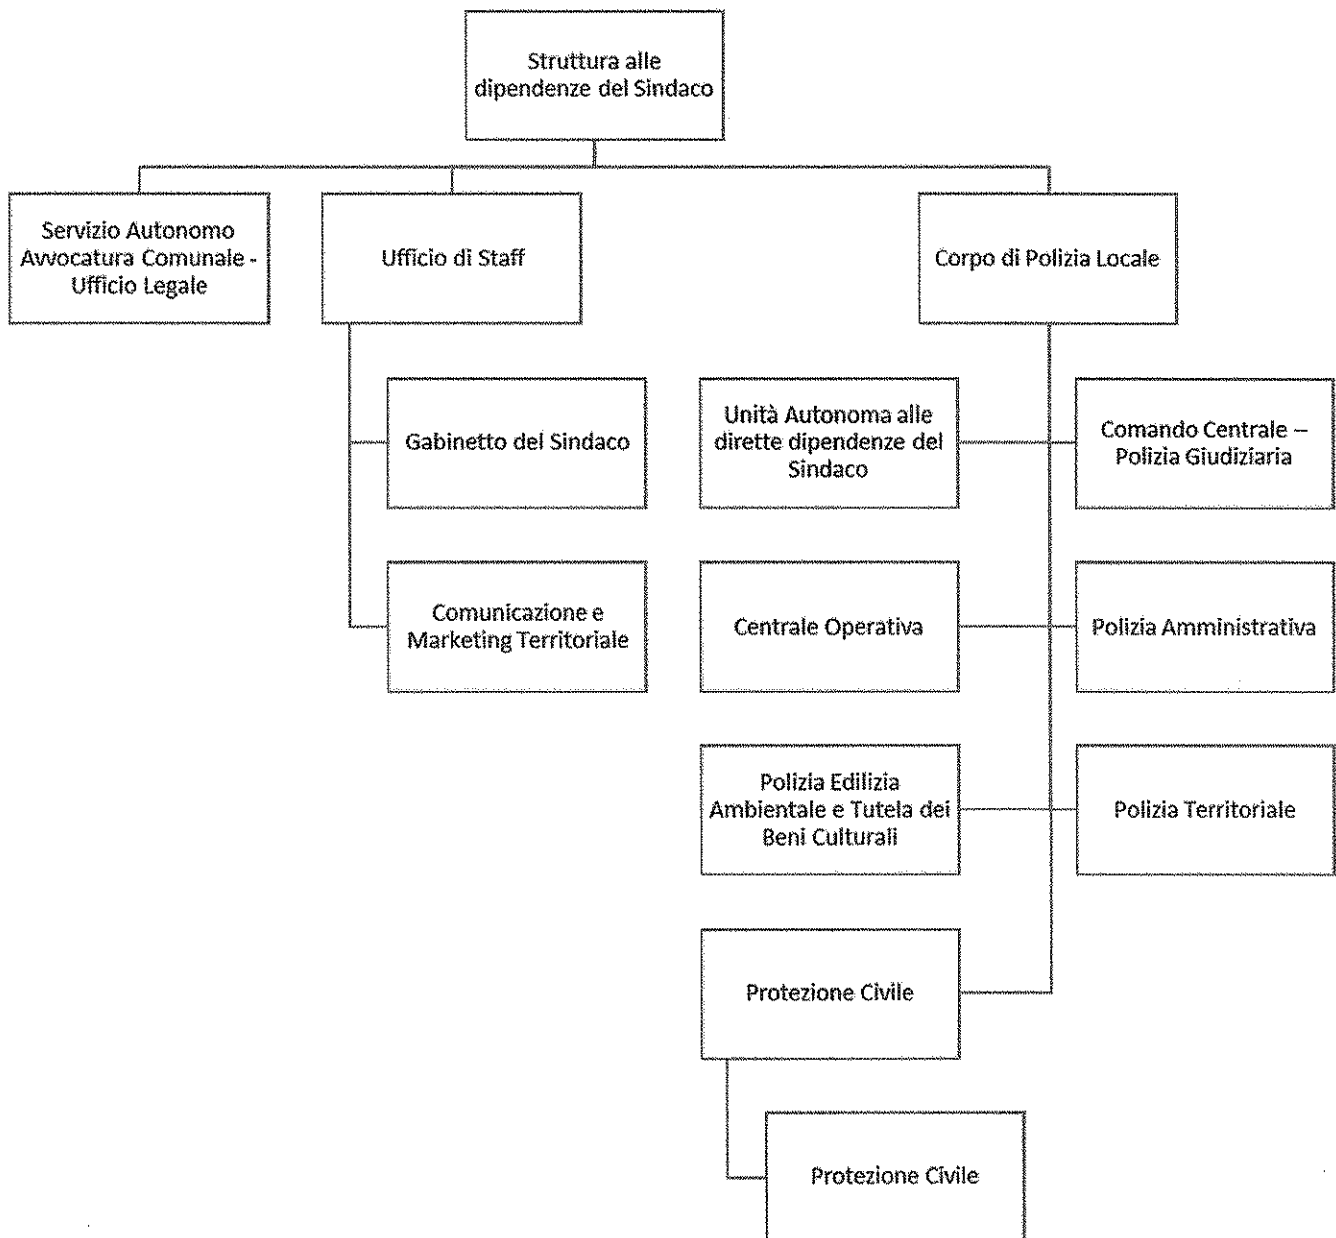 Struttura alle
dipendenze del Sindaco
Servizio Autonomo
Avvocatura Comunale -
Ufficio Legale
Ufficio di Staff
Corpo di Polizia Locale
Gabinetto del Sindaco
Unità Autonoma alle
dirette dipendenze del
Sindaco
Comando Centrale –
Polizia Giudiziaria
Comunicazione e
Marketing Territoriale
Centrale Operativa
Polizia Amministrativa
Polizia Edilizia
Ambientale e Tutela dei
Beni Culturali
Polizia Territoriale
Protezione Civile
Protezione Civile